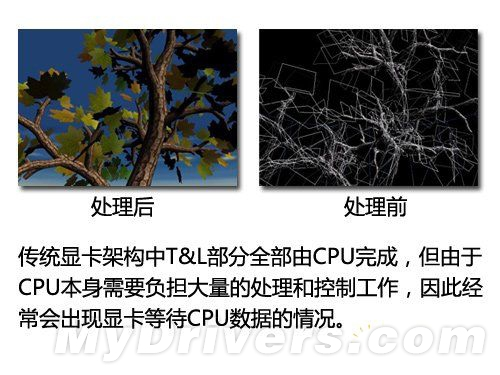 处理后 处理前
传统显卡架构中T&L部分全部由CPU完成，但由于
CPU本身需要负担大量的处理和控制工作，因此经
常会出现显卡等待CPU数据的情况。
MyDrivers.com